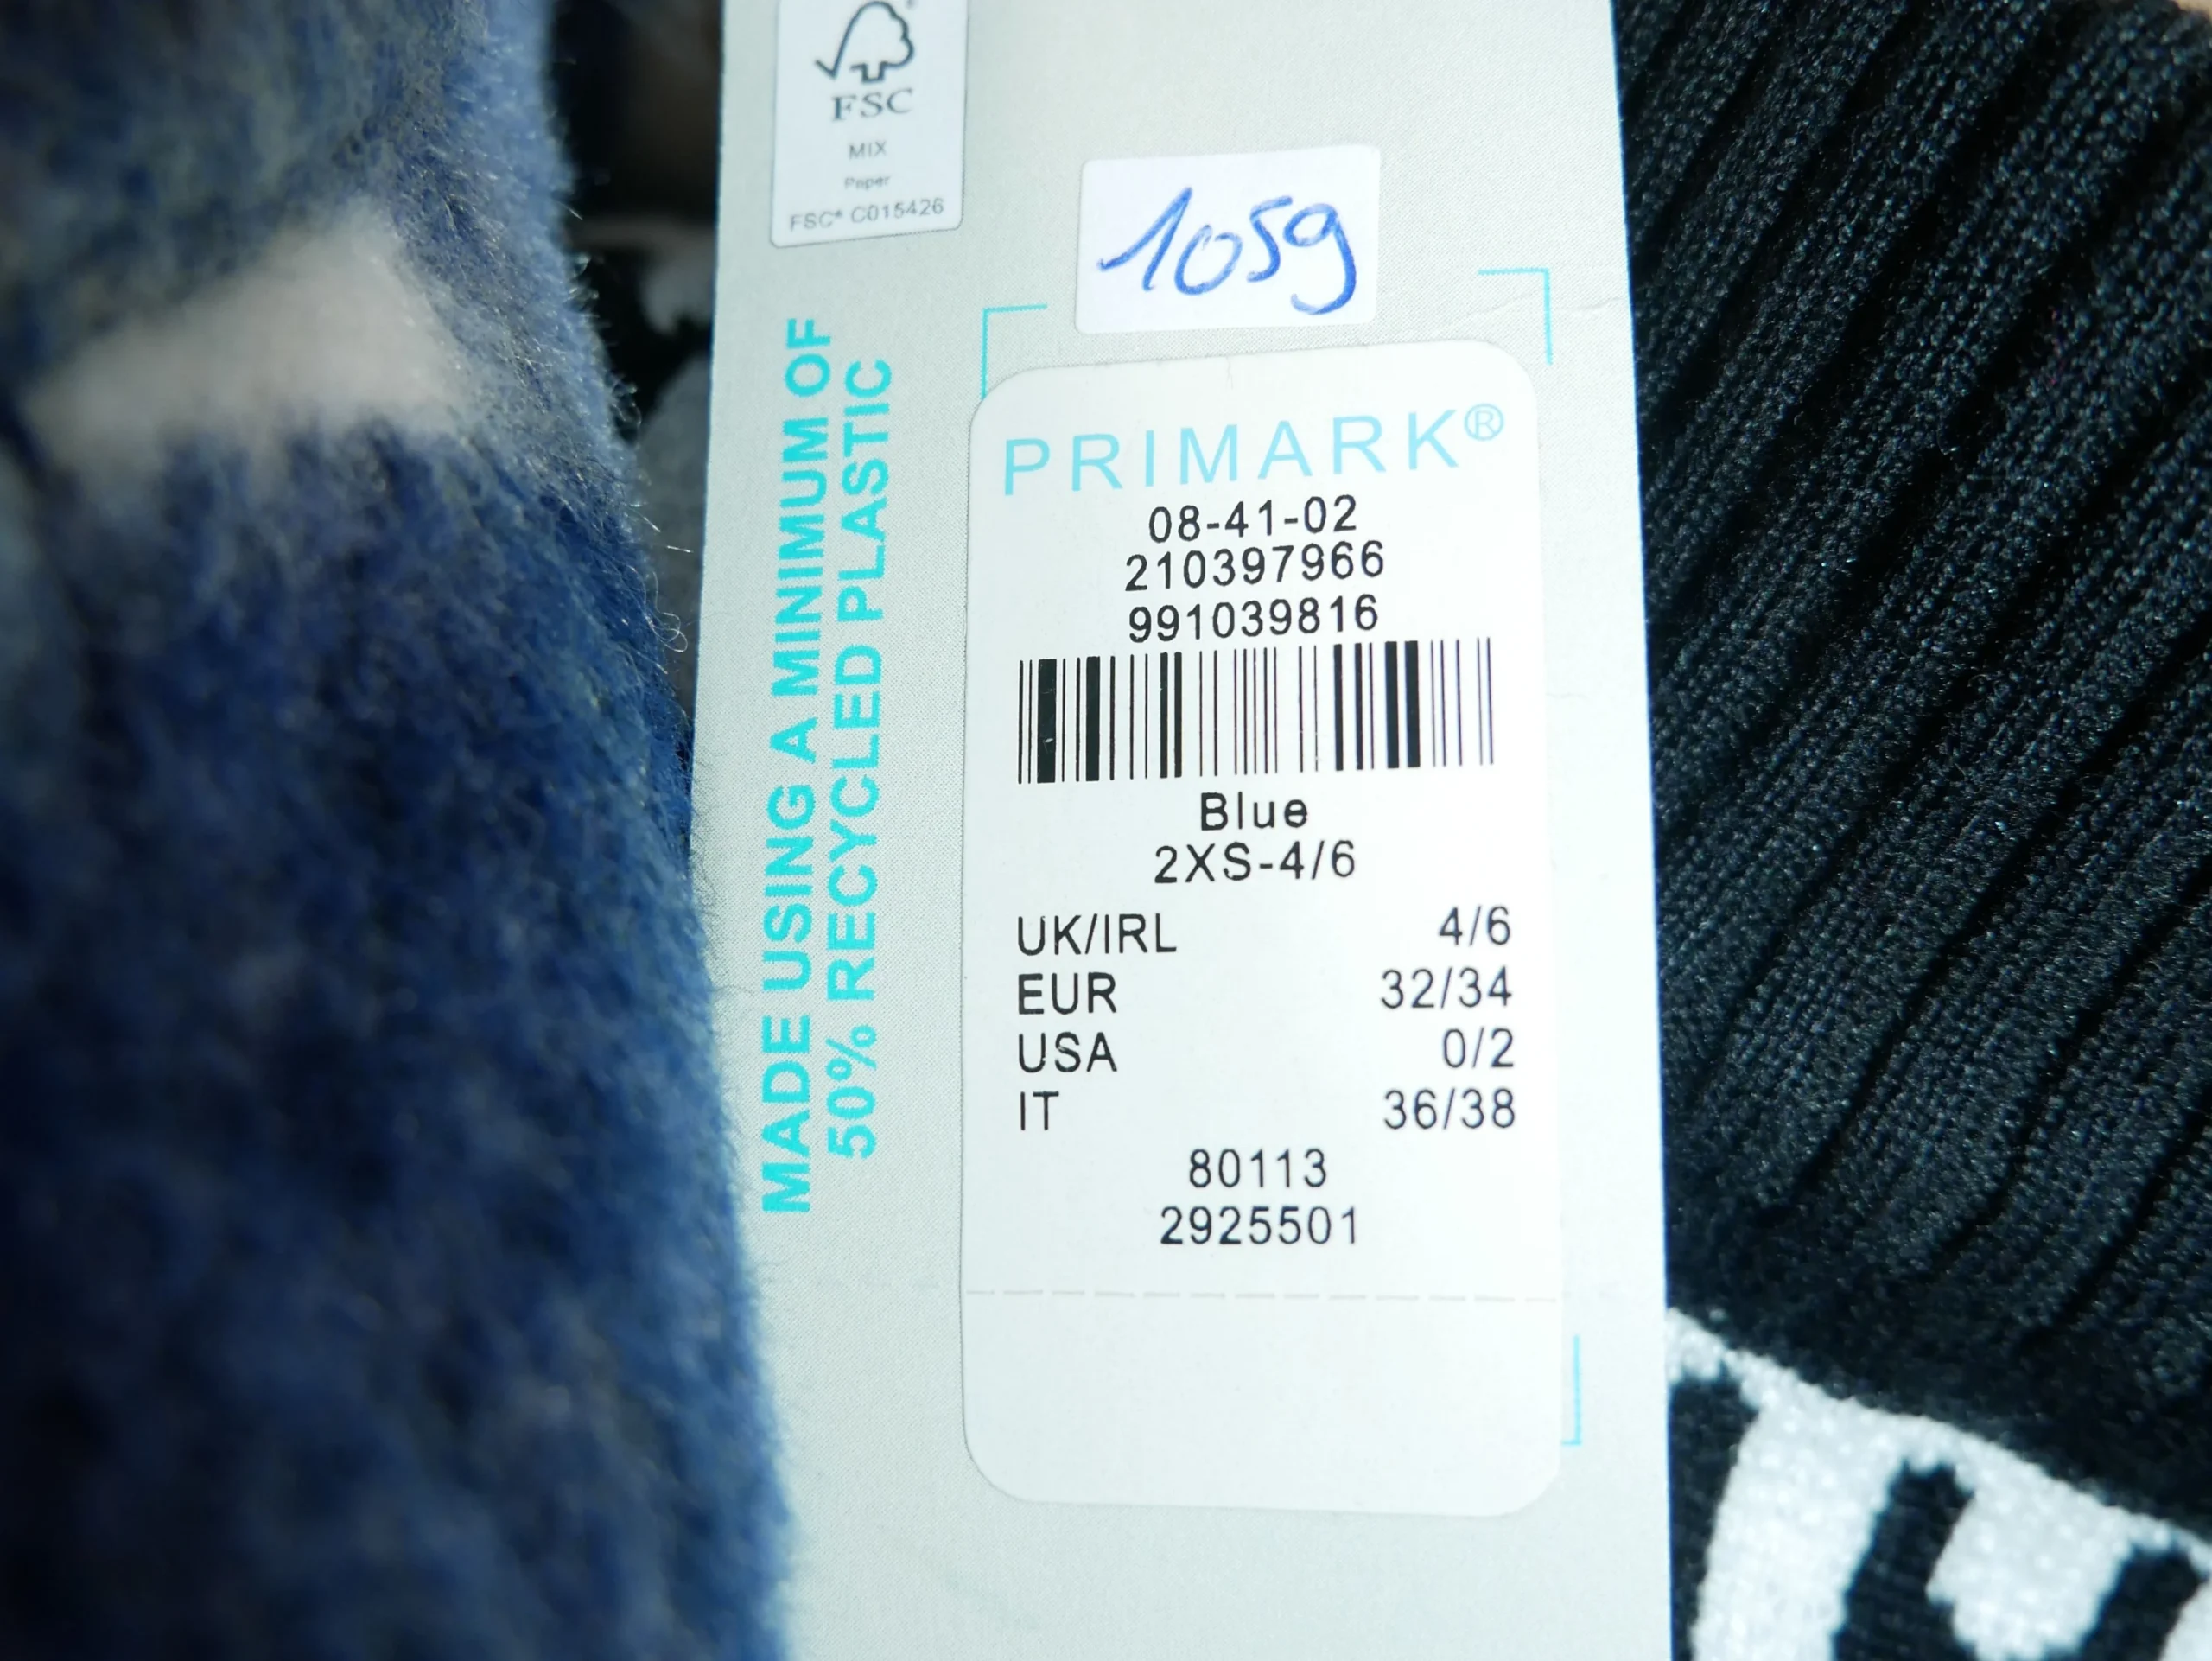 FSC
MIX
Paper
FSC® C015426
1059
MADE USING A MINIMUM OF
50% RECYCLED PLASTIC
PRIMARK®
08-41-02
210397966
991039816
Blue
2XS-4/6
UK/IRL 4/6
EUR 32/34
USA 0/2
IT 36/38
80113
2925501